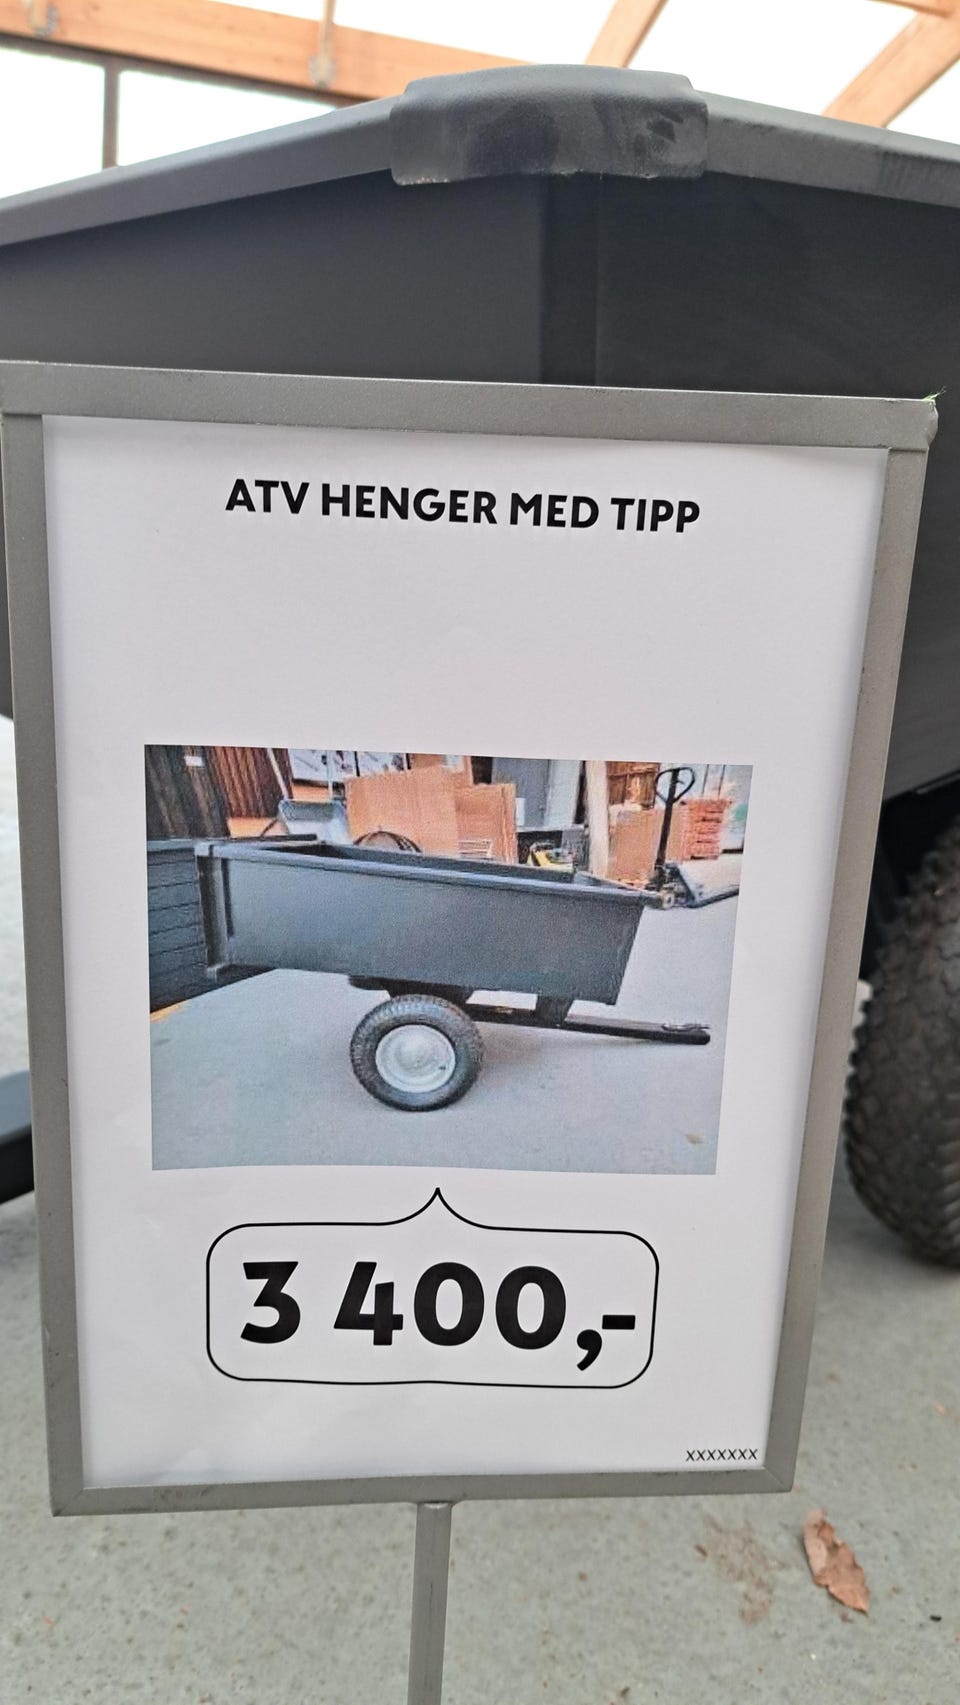 ATV HENGER MED TIPP
3 400,-
XXXXXXX